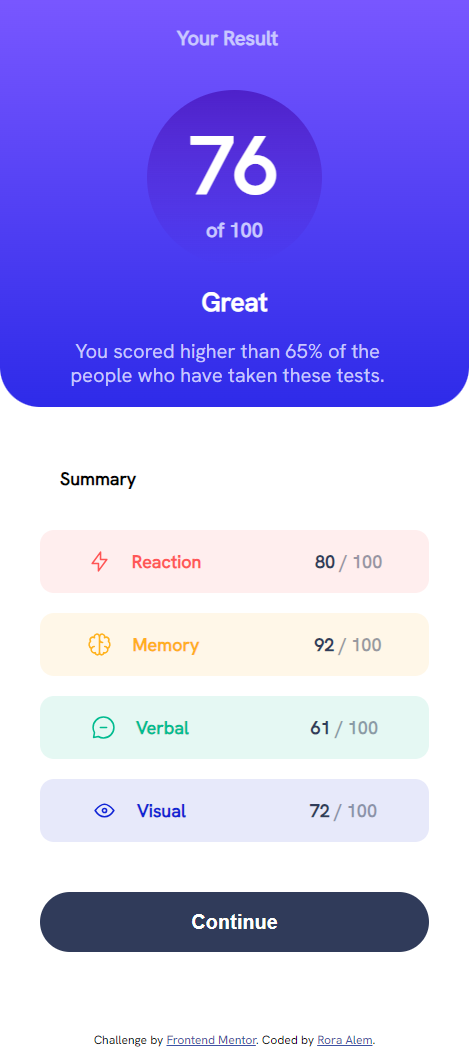 Your Result
76
of 100
Great
You scored higher than 65% of the
people who have taken these tests.
Summary
Reaction 80 / 100
Memory 92 / 100
Verbal 61 / 100
Visual 72 / 100
Continue
Challenge by Frontend Mentor. Coded by Rora Alem.